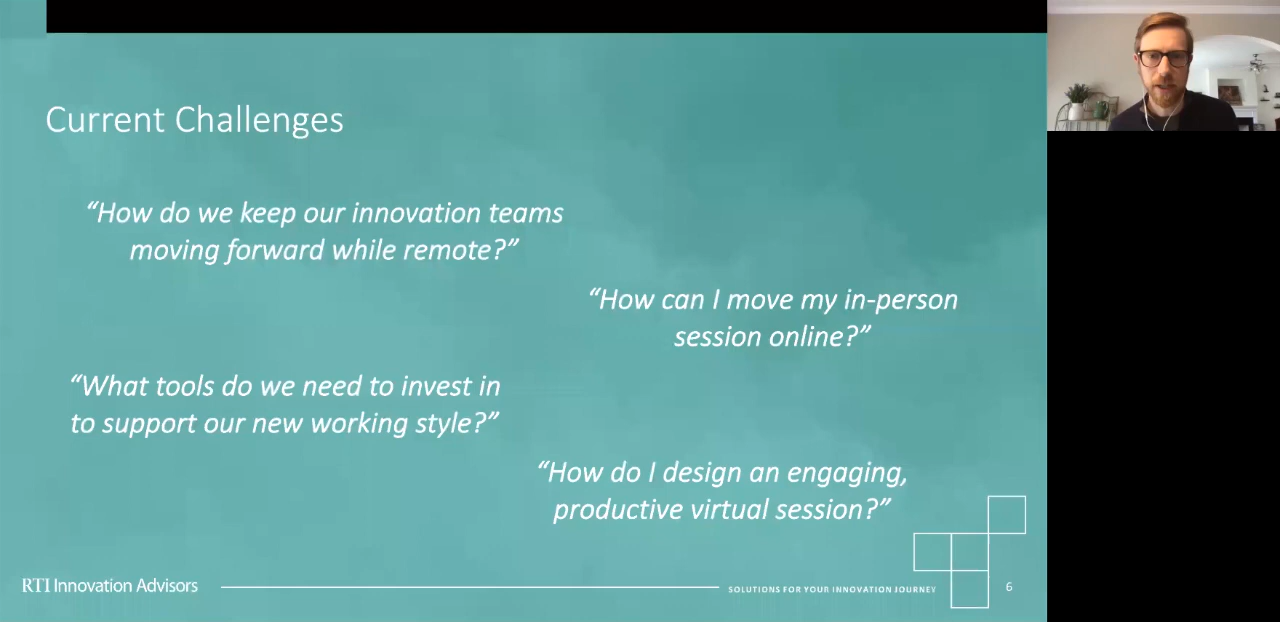 Current Challenges
“How do we keep our innovation teams
moving forward while remote?”
“How can I move my in-person
session online?”
“What tools do we need to invest in
to support our new working style?”
“How do I design an engaging,
productive virtual session?”
RTI Innovation Advisors
SOLUTIONS FOR YOUR INNOVATION JOURNEY
6